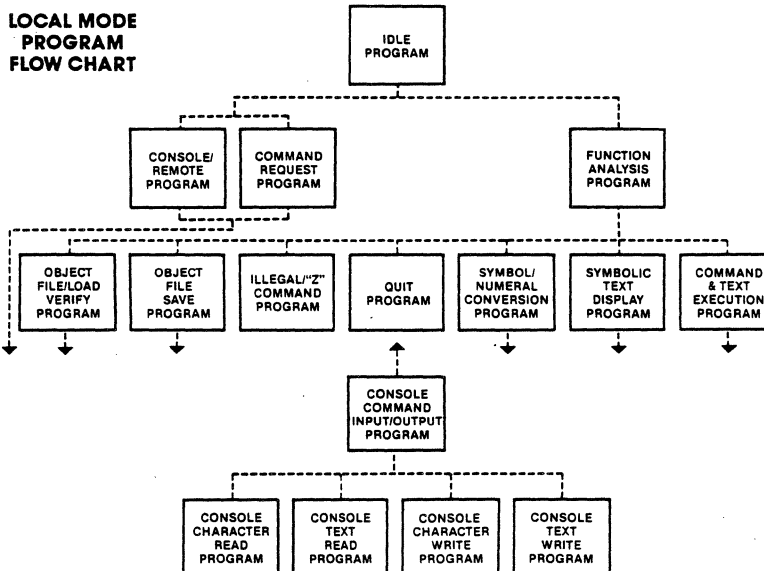 LOCAL MODE
PROGRAM
FLOW CHART
IDLE
PROGRAM
CONSOLE/
REMOTE
PROGRAM
COMMAND
REQUEST
PROGRAM
FUNCTION
ANALYSIS
PROGRAM
OBJECT
FILE/LOAD
VERIFY
PROGRAM
OBJECT
FILE
SAVE
PROGRAM
ILLEGAL/"Z"
COMMAND
PROGRAM
QUIT
PROGRAM
SYMBOL/
NUMERAL
CONVERSION
PROGRAM
SYMBOLIC
TEXT
DISPLAY
PROGRAM
COMMAND
& TEXT
EXECUTION
PROGRAM
CONSOLE
COMMAND
INPUT/OUTPUT
PROGRAM
CONSOLE
CHARACTER
READ
PROGRAM
CONSOLE
TEXT
READ
PROGRAM
CONSOLE
CHARACTER
WRITE
PROGRAM
CONSOLE
TEXT
WRITE
PROGRAM